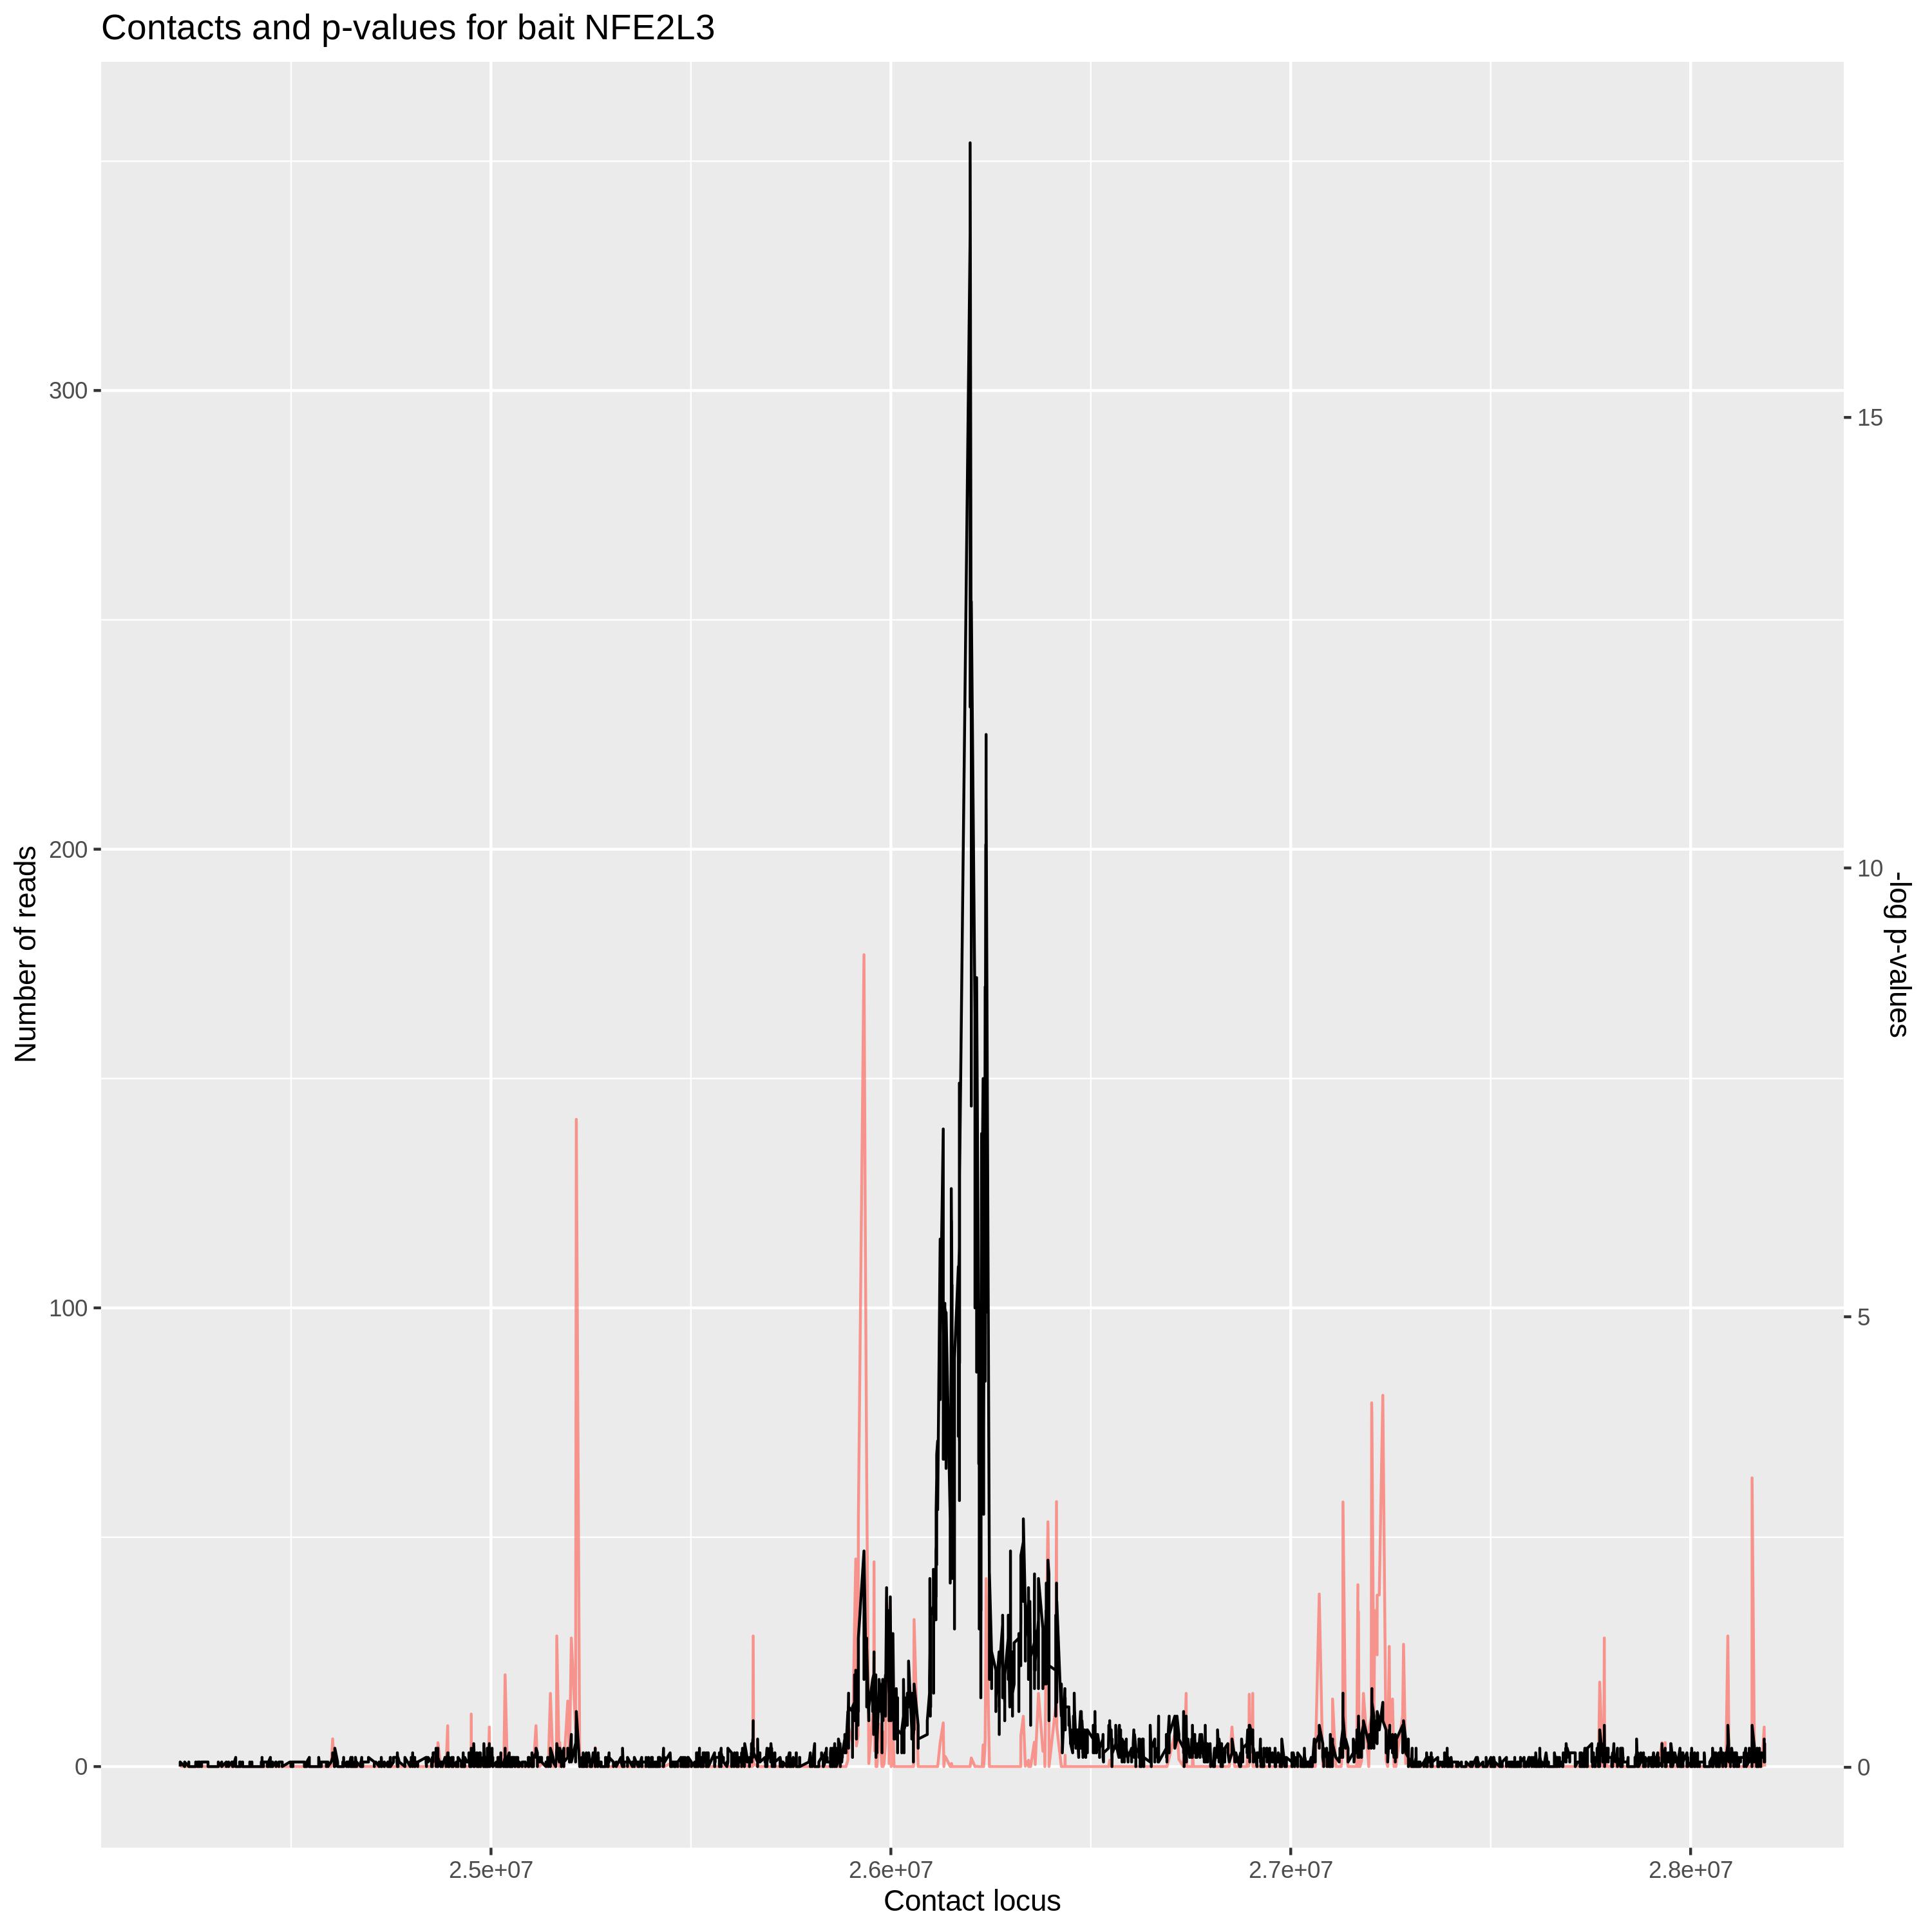 Contacts and p-values for bait NFE2L3
300
200
100
0
Number of reads
15
10
5
0
-log p-values
2.5e+07
2.6e+07
2.7e+07
2.8e+07
Contact locus